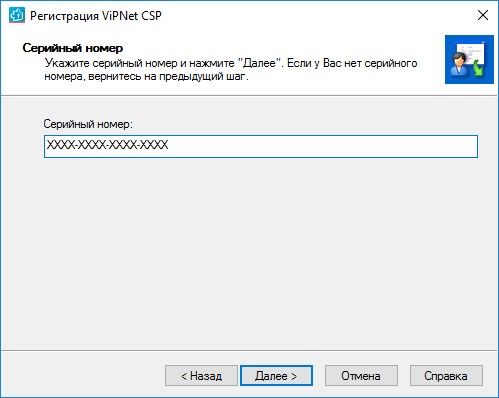 Регистрация ViPNet CSP
Серийный номер
Укажите серийный номер и нажмите "Далее". Если у Вас нет серийного
номера, вернитесь на предыдущий шаг.
Серийный номер:
XXXX-XXXX-XXXX-XXXX
< Назад
Далее >
Отмена
Справка